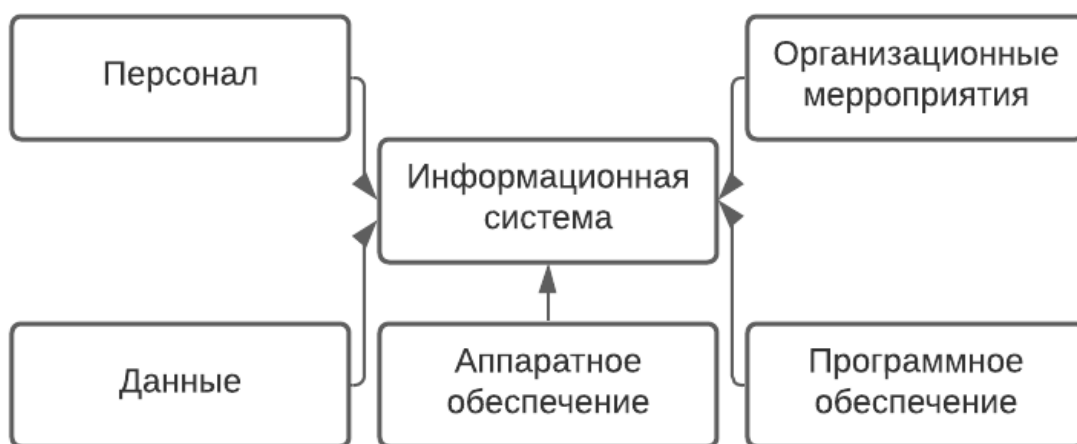 Персонал
Организационные
мерроприятия
Информационная
система
Данные
Аппаратное
обеспечение
Программное
обеспечение